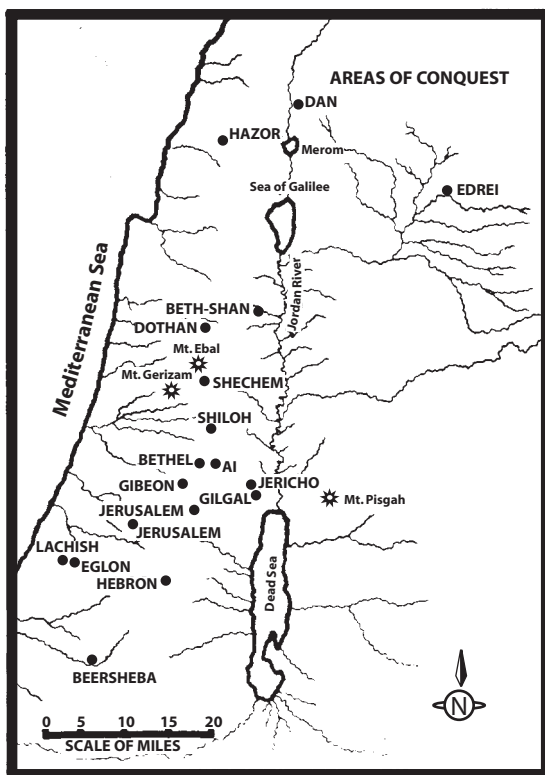 AREAS OF CONQUEST
DAN
HAZOR
Merom
Sea of Galilee
EDREI
Jordan River
Mediterranean Sea
BETH-SHAN
DOTHAN
Mt. Ebal
Mt. Gerizam
SHECHEM
SHILOH
BETHEL
AI
GIBEON
JERICHO
GILGAL
Mt. Pisgah
JERUSALEM
JERUSALEM
LACHISH
EGLON
HEBRON
Dead Sea
BEERSHEBA
N
0 5 10 15 20
SCALE OF MILES